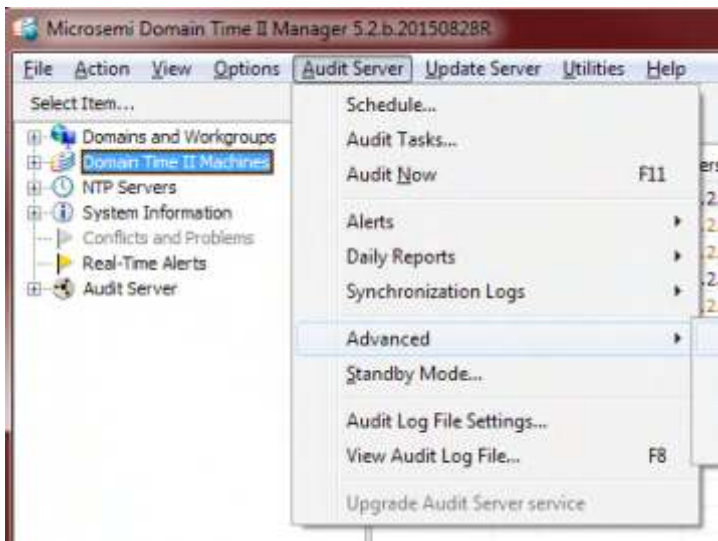 Microsemi Domain Time II Manager 5.2.b.20150828R
File Action View Options Audit Server Update Server Utilities Help
Select Item...
Domains and Workgroups
Domain Time II Machines
NTP Servers
System Information
Conflicts and Problems
Real-Time Alerts
Audit Server
Schedule...
Audit Tasks...
Audit Now F11
Alerts
Daily Reports
Synchronization Logs
Advanced
Standby Mode...
Audit Log File Settings...
View Audit Log File... F8
Upgrade Audit Server service